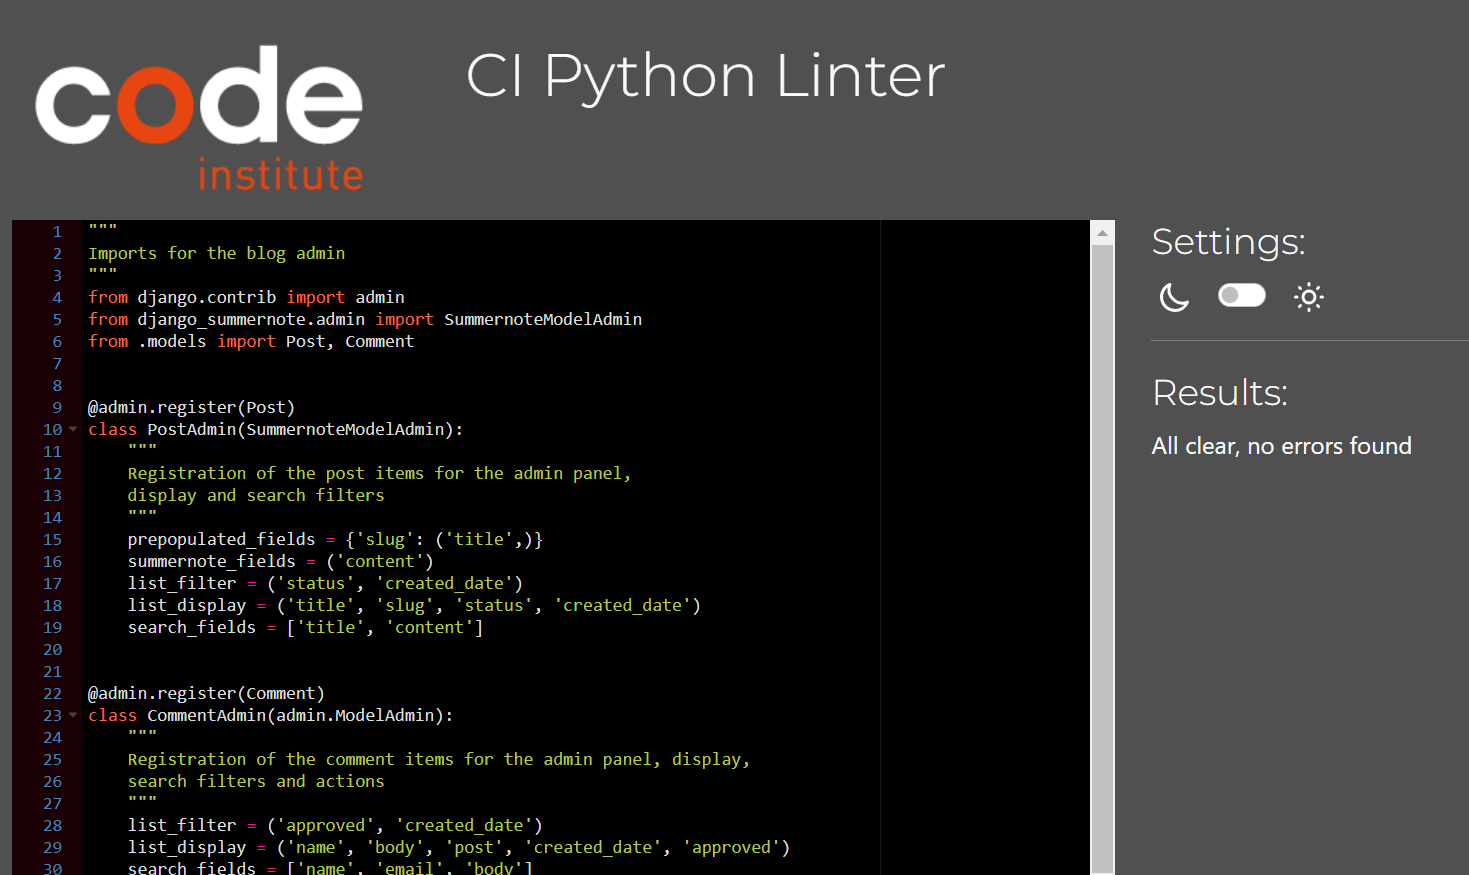 code
institute
CI Python Linter
1 """
2 Imports for the blog admin
3 """
4 from django.contrib import admin
5 from django_summernote.admin import SummernoteModelAdmin
6 from .models import Post, Comment
7
8
9 @admin.register(Post)
10 class PostAdmin(SummernoteModelAdmin):
11     """
12     Registration of the post items for the admin panel,
13     display and search filters
14     """
15     prepopulated_fields = {'slug': ('title',)}
16     summernote_fields = ('content')
17     list_filter = ('status', 'created_date')
18     list_display = ('title', 'slug', 'status', 'created_date')
19     search_fields = ['title', 'content']
20
21
22 @admin.register(Comment)
23 class CommentAdmin(admin.ModelAdmin):
24     """
25     Registration of the comment items for the admin panel, display,
26     search filters and actions
27     """
28     list_filter = ('approved', 'created_date')
29     list_display = ('name', 'body', 'post', 'created_date', 'approved')
30     search_fields = ['name', 'email', 'body']
Settings:
Results:
All clear, no errors found